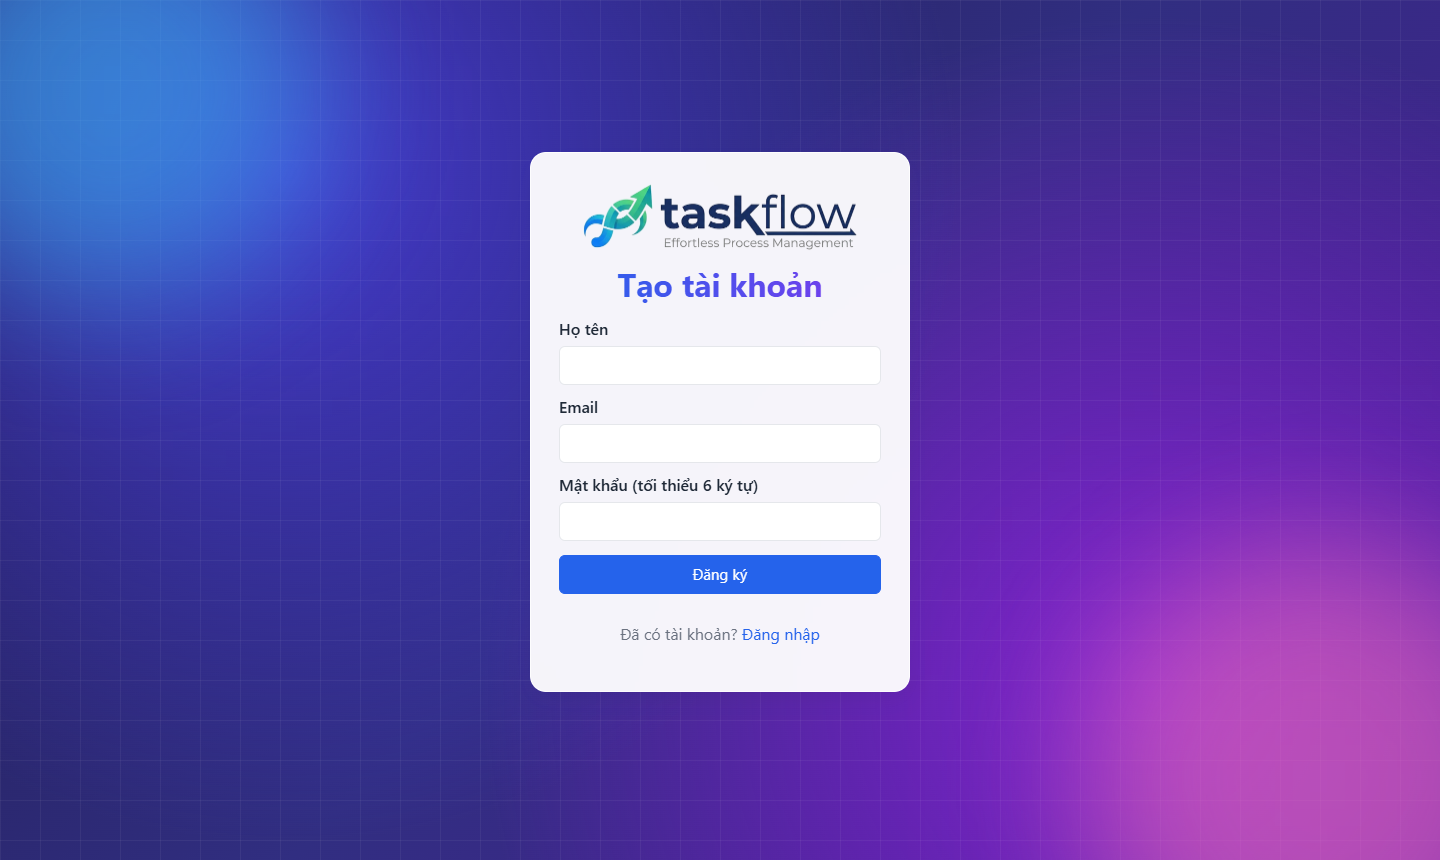 taskflow
Effortless Process Management
Tạo tài khoản
Họ tên
Email
Mật khẩu (tối thiểu 6 ký tự)
Đăng ký
Đã có tài khoản? Đăng nhập